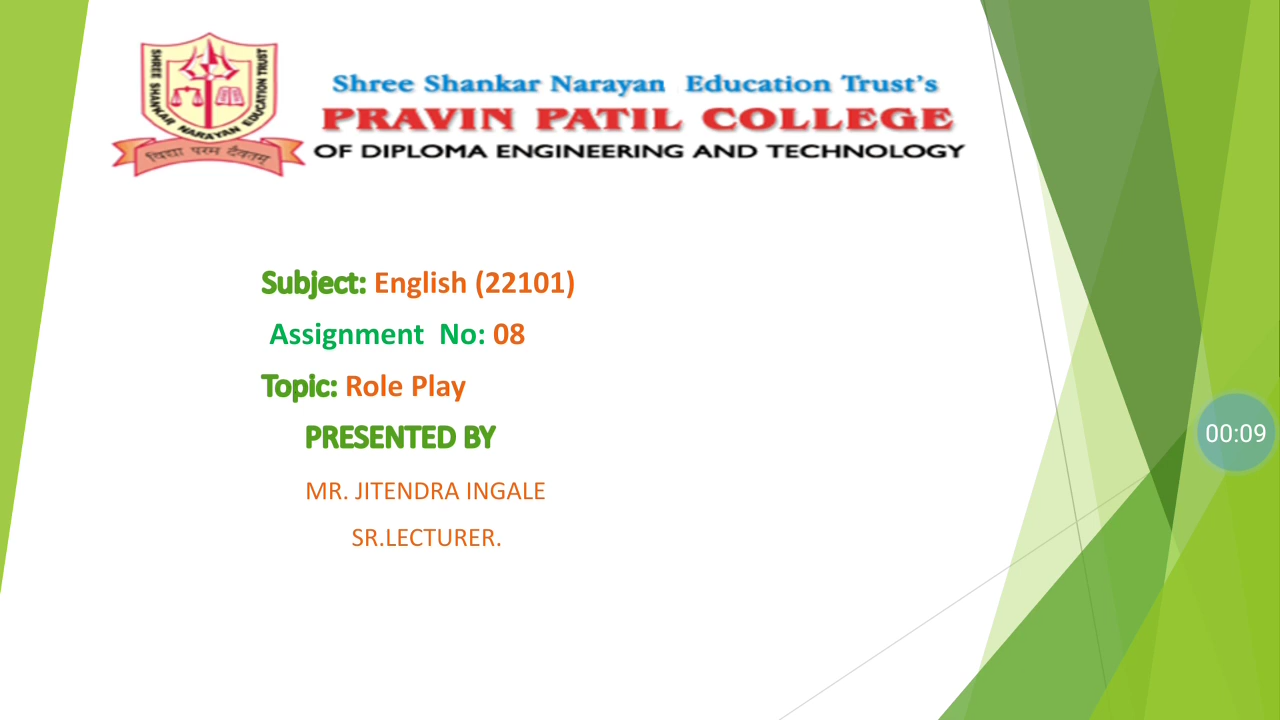 SHREE SHANKAR NARAYAN EDUCATION TRUST
विद्या परम दैवतम्
Shree Shankar Narayan Education Trust's
PRAVIN PATIL COLLEGE
OF DIPLOMA ENGINEERING AND TECHNOLOGY
Subject: English (22101)
Assignment No: 08
Topic: Role Play
PRESENTED BY
MR. JITENDRA INGALE
SR.LECTURER.
00:09